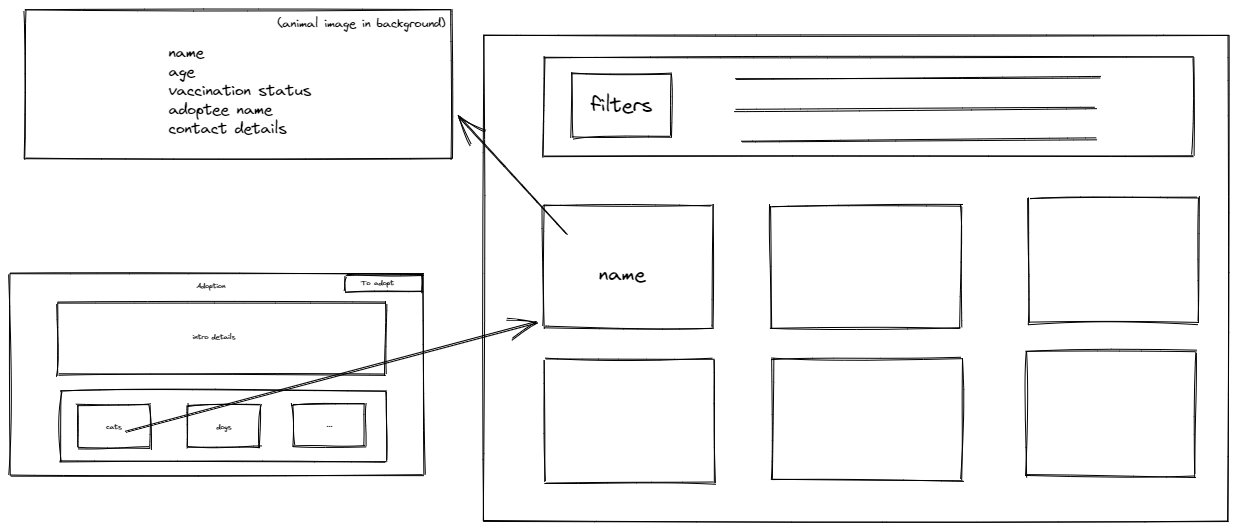 (animal image in background)
name
age
vaccination status
adoptee name
contact details
filters
name
Adoption
To adopt
intro details
cats
dogs
...